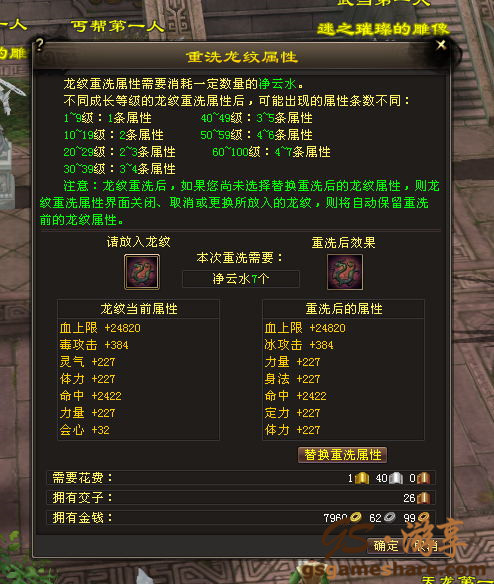 武当第一人
一人
丐帮第一人
迷之璀璨的雕像
的雕
?
重洗龙纹属性
龙纹重洗属性需要消耗一定数量的净云水。
不同成长等级的龙纹重洗属性后，可能出现的属性条数不同：
1~9级：1条属性 40~49级：3~5条属性
10~19级：2条属性 50~59级：4~6条属性
20~29级：2~3条属性 60~100级：4~7条属性
30~39级：3~4条属性
注意：龙纹重洗后，如果您尚未选择替换重洗后的龙纹属性，则龙
纹重洗属性界面关闭、取消或更换所放入的龙纹，则将自动保留重洗
前的龙纹属性。
请放入龙纹
本次重洗需要：
净云水7个
重洗后效果
龙纹当前属性
血上限 +24820
毒攻击 +384
灵气 +227
体力 +227
命中 +2422
力量 +227
会心 +32
重洗后的属性
血上限 +24820
冰攻击 +384
力量 +227
身法 +227
命中 +2422
定力 +227
体力 +227
替换重洗属性
需要花费： 1 40 0
拥有交子： 26
拥有金钱： 7960 62 99
确定 取消
GS·游享
gsgameshare.com
天龙第一